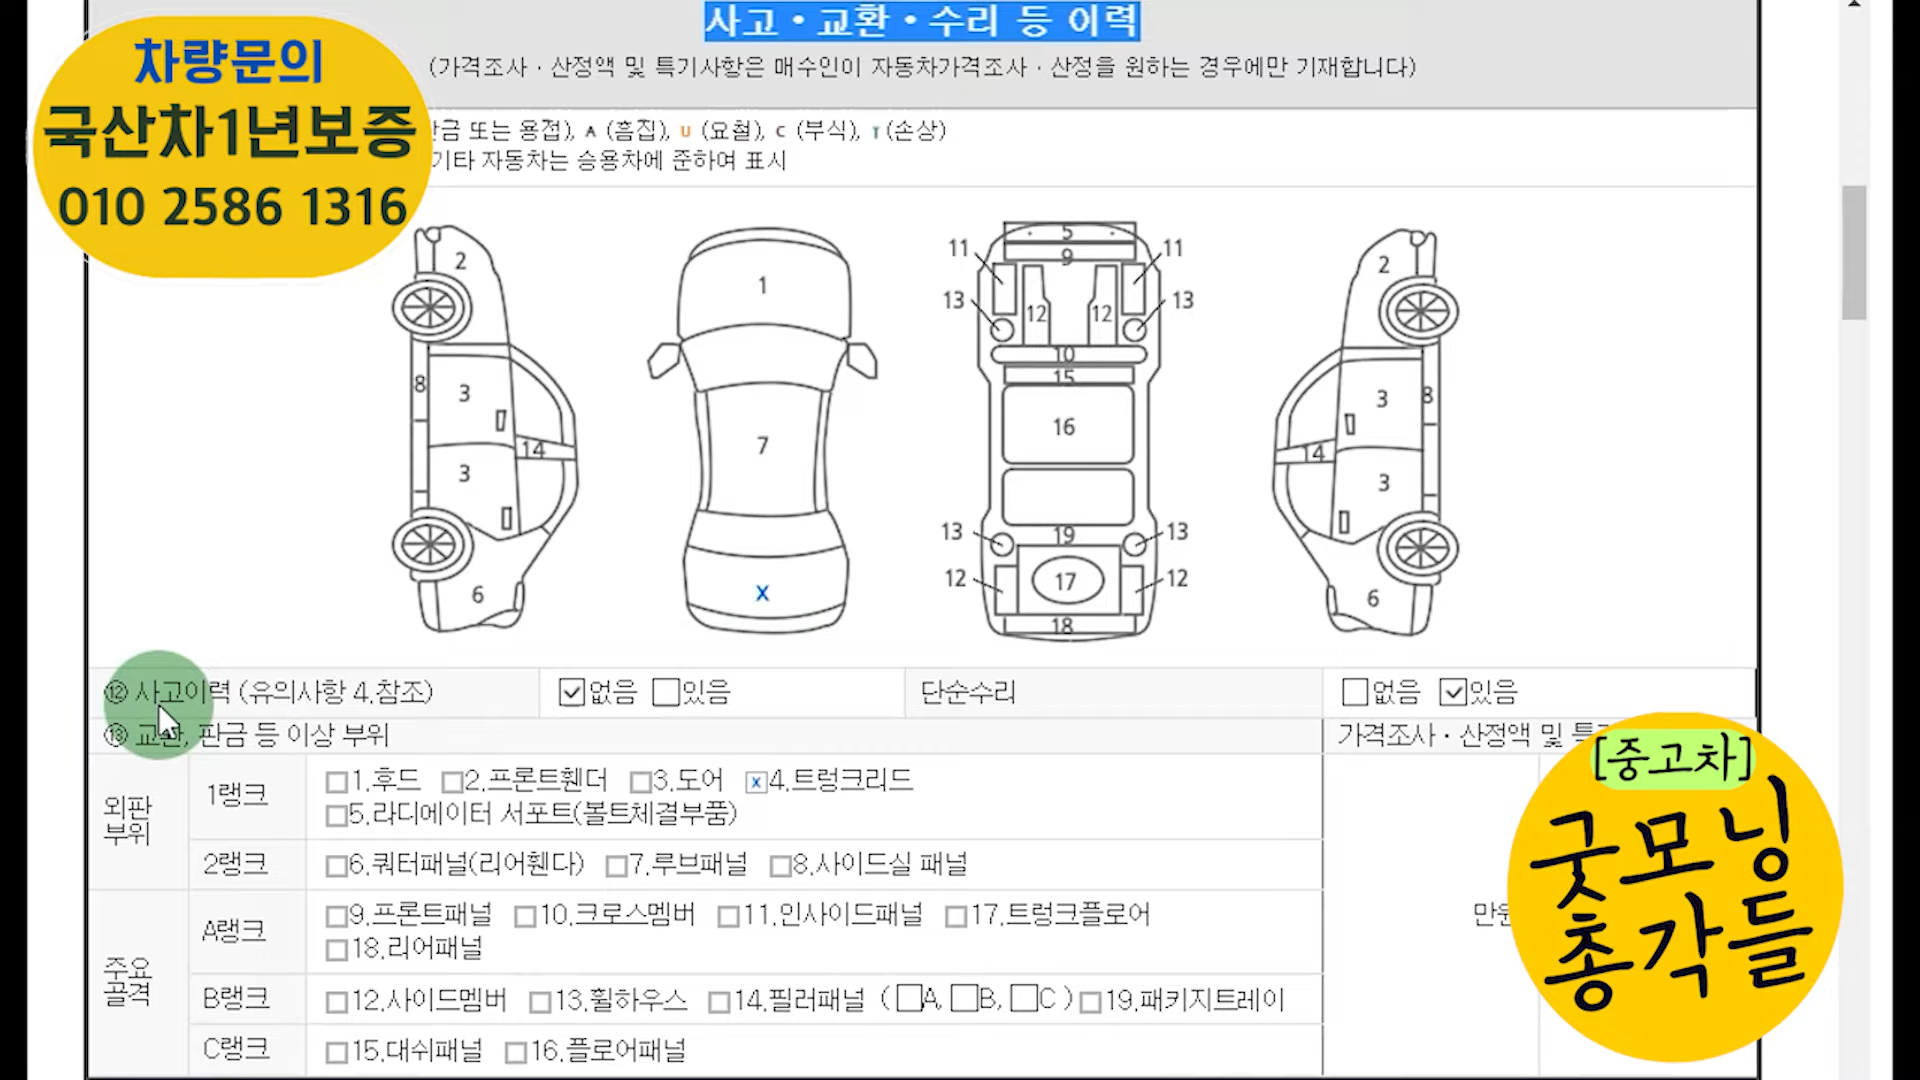 사고·교환·수리 등 이력
(가격조사·산정액 및 특기사항은 매수인이 자동차가격조사·산정을 원하는 경우에만 기재합니다)
차량문의
국산차1년보증
010 2586 1316
금 또는 용접), A (흠집), U (요철), C (부식), T (손상)
기타 자동차는 승용차에 준하여 표시
2 8 3 3 14 6
1 7 X
5 9 11 11 13 13 12 12 10 15 16 19 13 13 12 12 17 18
2 3 8 14 3 6
⑫ 사고이력 (유의사항 4.참조) 없음 있음 단순수리 없음 있음
⑬ 교환, 판금 등 이상 부위 가격조사·산정액 및
외판
부위
1랭크 1.후드 2.프론트휀더 3.도어 X 4.트렁크리드
5.라디에이터 서포트(볼트체결부품)
2랭크 6.쿼터패널(리어휀다) 7.루브패널 8.사이드실 패널
주요
골격
A랭크 9.프론트패널 10.크로스멤버 11.인사이드패널 17.트렁크플로어
18.리어패널
B랭크 12.사이드멤버 13.휠하우스 14.필러패널 ( A, B, C ) 19.패키지트레이
C랭크 15.대쉬패널 16.플로어패널
만원
[중고차]
굿모닝
총각들